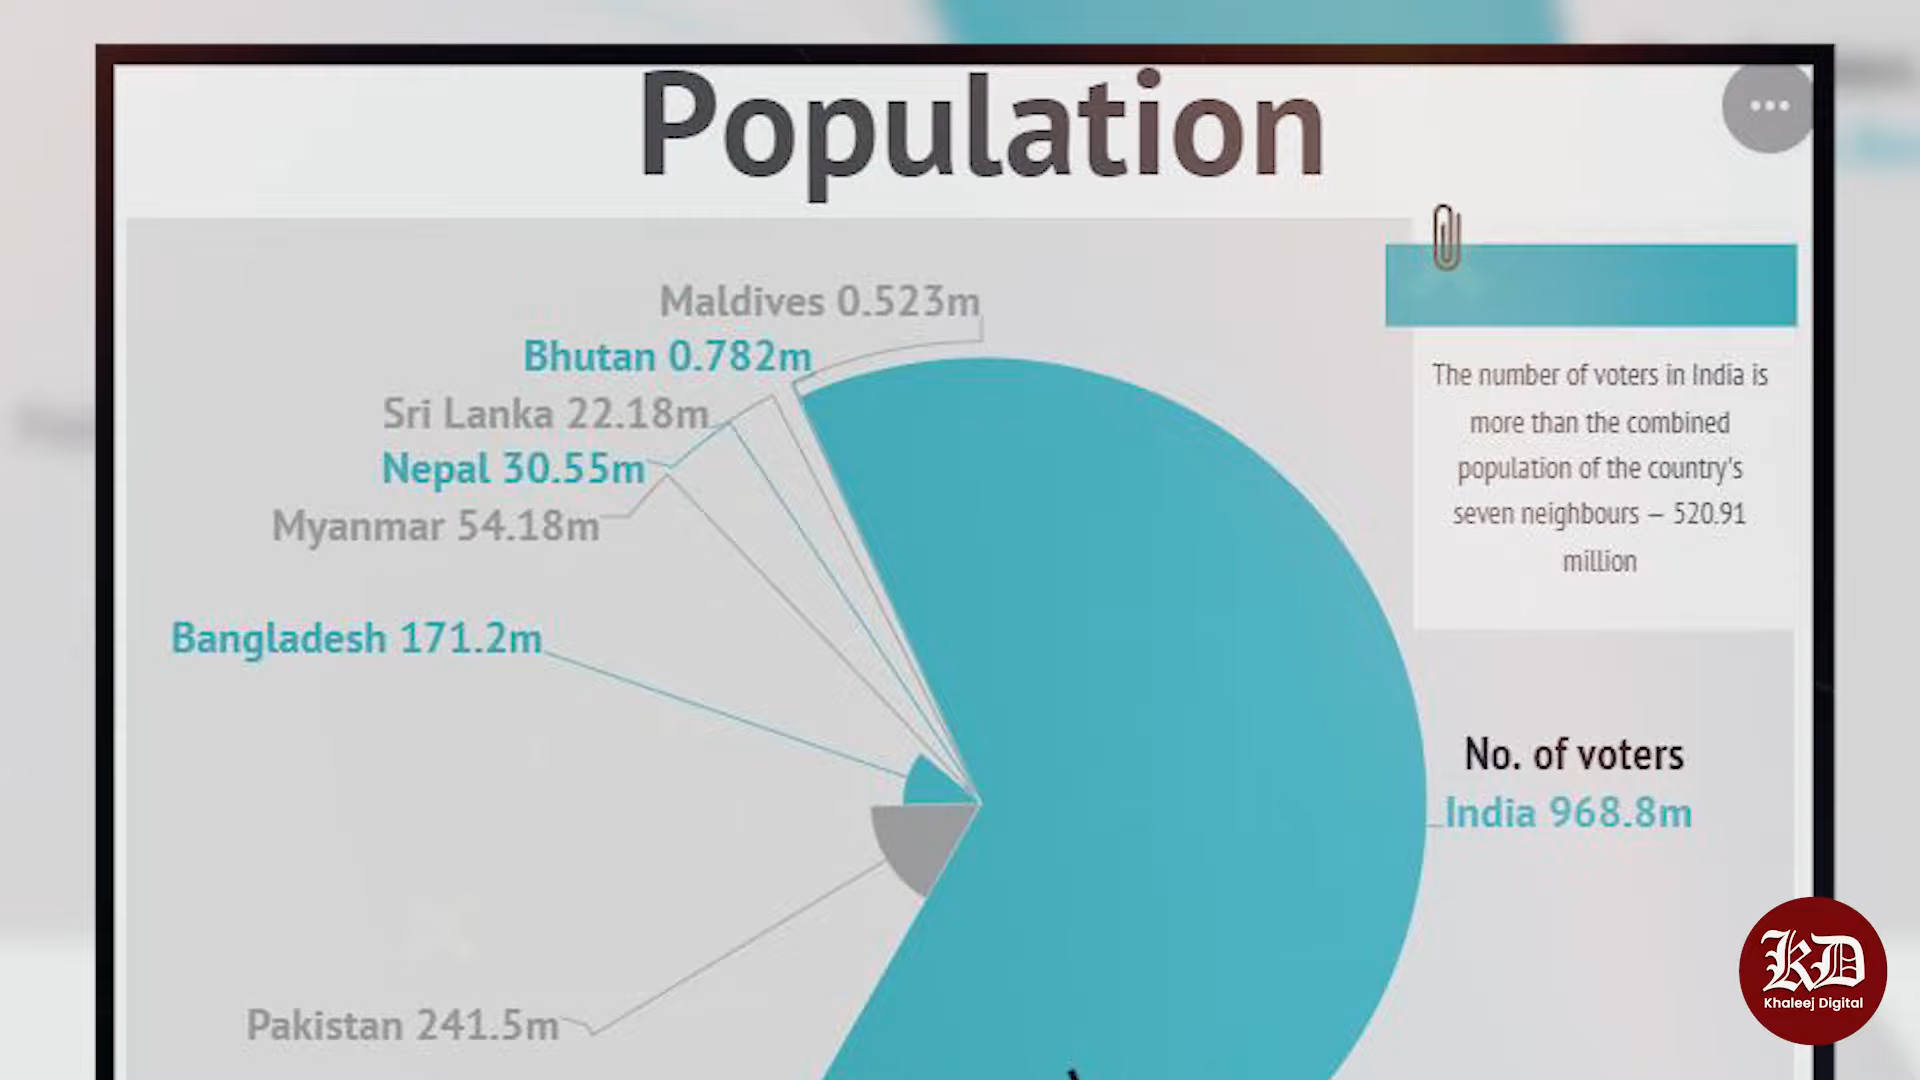 Population
Maldives 0.523m
Bhutan 0.782m
Sri Lanka 22.18m
Nepal 30.55m
Myanmar 54.18m
Bangladesh 171.2m
Pakistan 241.5m
The number of voters in India is
more than the combined
population of the country's
seven neighbours – 520.91
million
No. of voters
India 968.8m
KD
Khaleej Digital